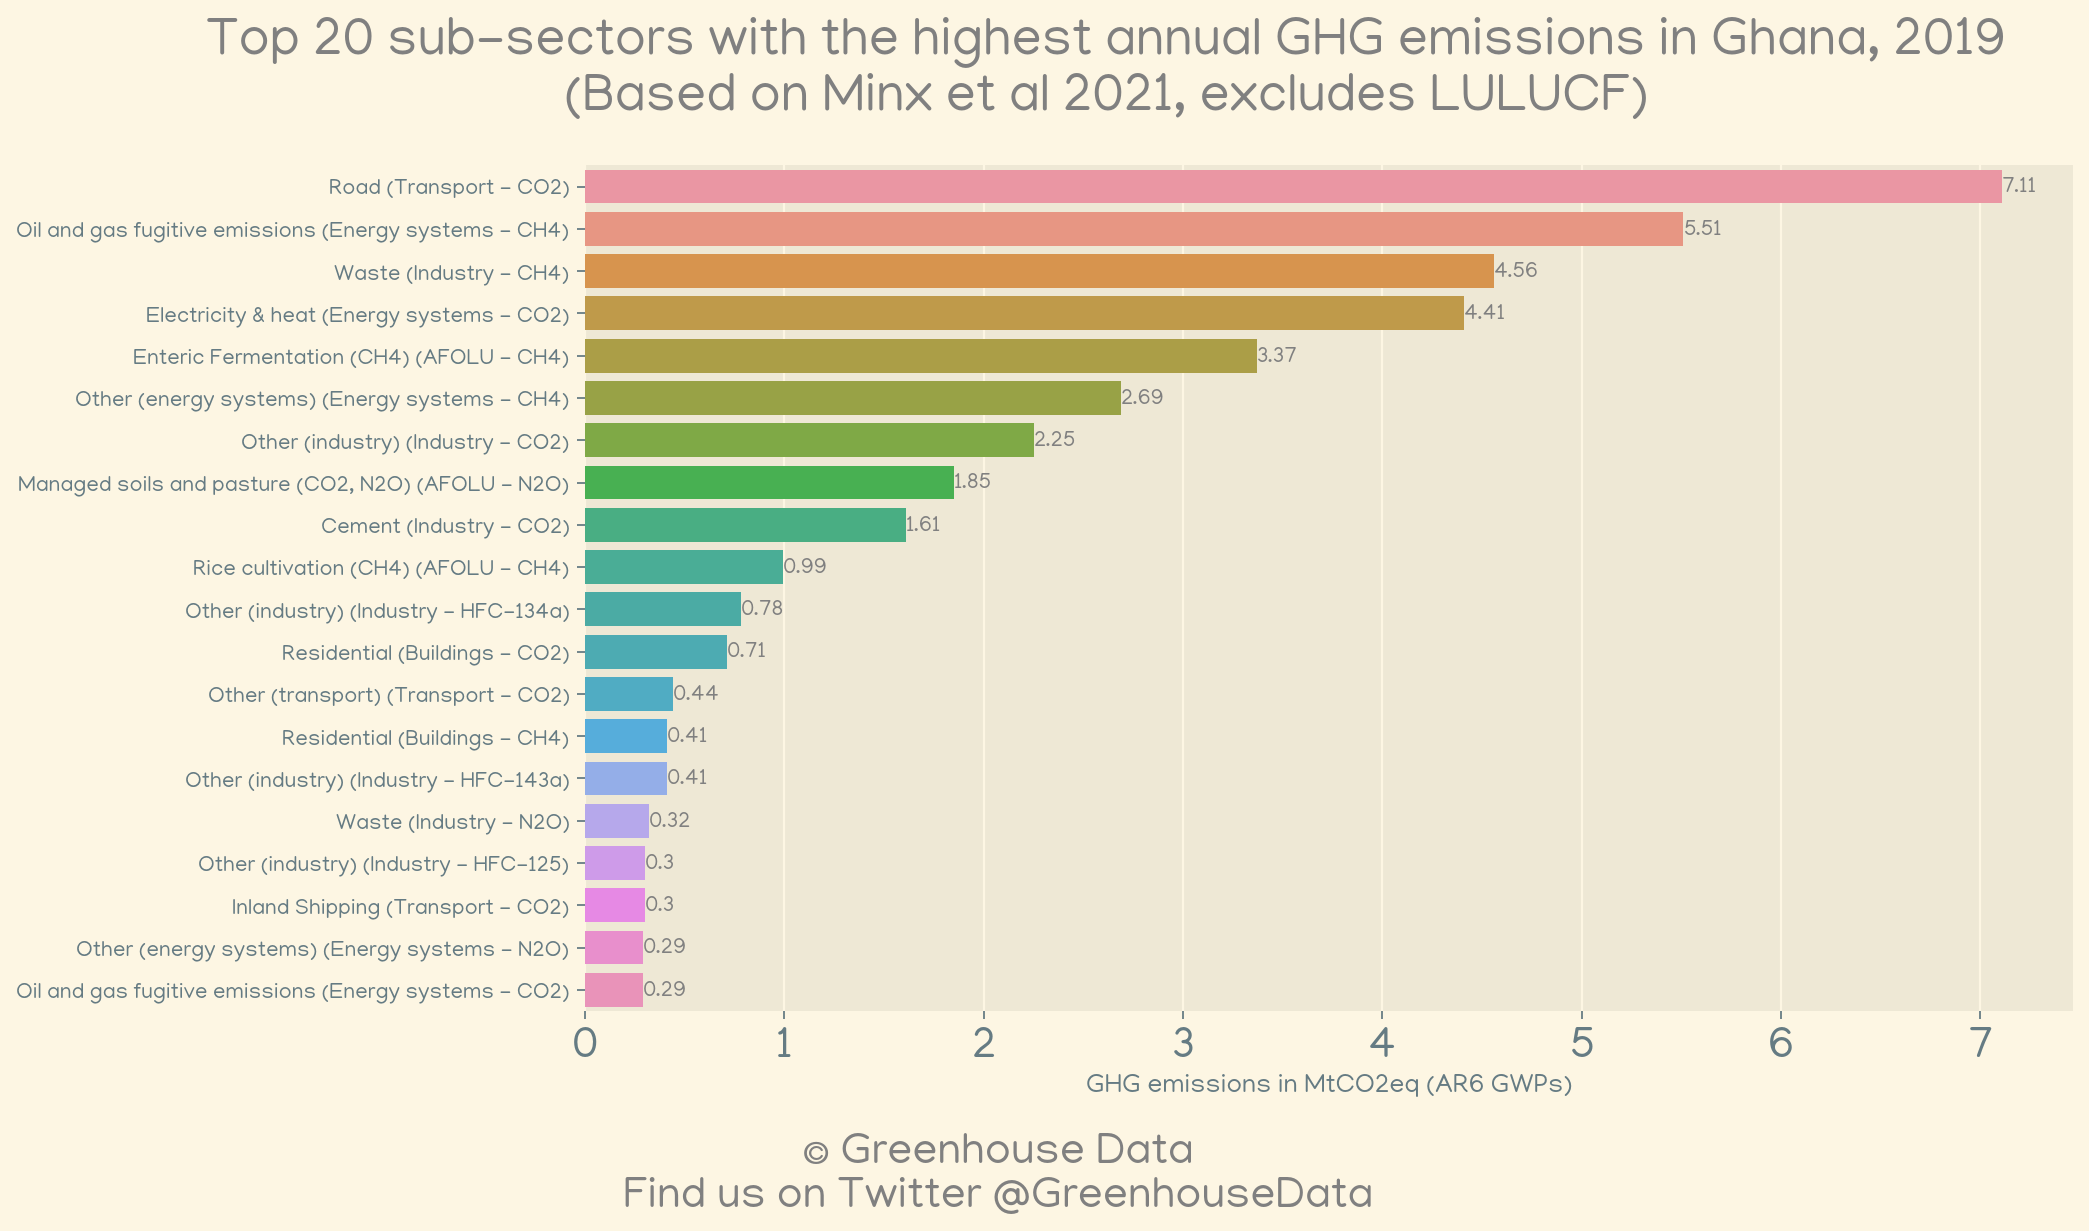 Top 20 sub-sectors with the highest annual GHG emissions in Ghana, 2019
(Based on Minx et al 2021, excludes LULUCF)
Road (Transport - CO2) 7.11
Oil and gas fugitive emissions (Energy systems - CH4) 5.51
Waste (Industry - CH4) 4.56
Electricity & heat (Energy systems - CO2) 4.41
Enteric Fermentation (CH4) (AFOLU - CH4) 3.37
Other (energy systems) (Energy systems - CH4) 2.69
Other (industry) (Industry - CO2) 2.25
Managed soils and pasture (CO2, N2O) (AFOLU - N2O) 1.85
Cement (Industry - CO2) 1.61
Rice cultivation (CH4) (AFOLU - CH4) 0.99
Other (industry) (Industry - HFC-134a) 0.78
Residential (Buildings - CO2) 0.71
Other (transport) (Transport - CO2) 0.44
Residential (Buildings - CH4) 0.41
Other (industry) (Industry - HFC-143a) 0.41
Waste (Industry - N2O) 0.32
Other (industry) (Industry - HFC-125) 0.3
Inland Shipping (Transport - CO2) 0.3
Other (energy systems) (Energy systems - N2O) 0.29
Oil and gas fugitive emissions (Energy systems - CO2) 0.29
0 1 2 3 4 5 6 7
GHG emissions in MtCO2eq (AR6 GWPs)
© Greenhouse Data
Find us on Twitter @GreenhouseData